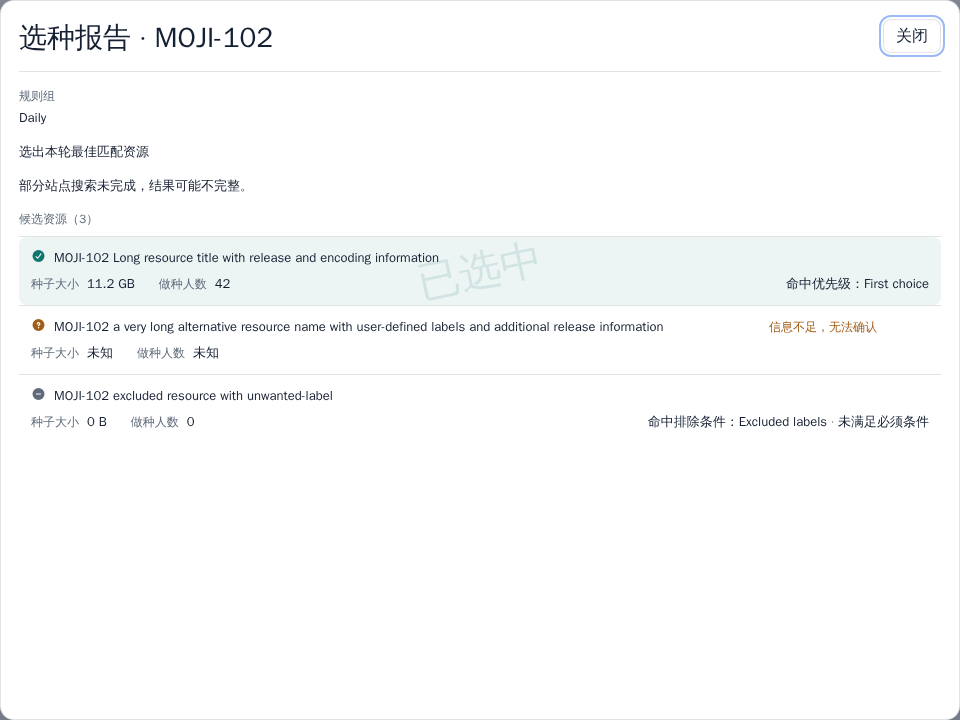 选种报告 · MOJI-102
关闭
规则组
Daily
选出本轮最佳匹配资源
部分站点搜索未完成，结果可能不完整。
候选资源（3）
MOJI-102 Long resource title with release and encoding information
已选中
种子大小 11.2 GB 做种人数 42 命中优先级：First choice
MOJI-102 a very long alternative resource name with user-defined labels and additional release information 信息不足，无法确认
种子大小 未知 做种人数 未知
MOJI-102 excluded resource with unwanted-label
种子大小 0 B 做种人数 0 命中排除条件：Excluded labels · 未满足必须条件